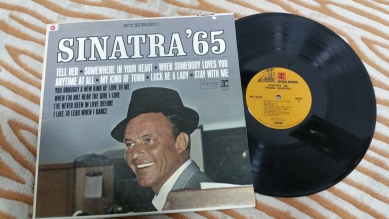 STEREO
SINATRA '65
TELL HER • SOMEWHERE IN YOUR HEART • WHEN SOMEBODY LOVES YOU
ANYTIME AT ALL • MY KIND OF TOWN • LUCK BE A LADY • STAY WITH ME
YOU BROUGHT A NEW KIND OF LOVE TO ME
WHEN I'M NOT NEAR THE GIRL I LOVE
I'VE NEVER BEEN IN LOVE BEFORE
I LIKE TO LEAD WHEN I DANCE
reprise